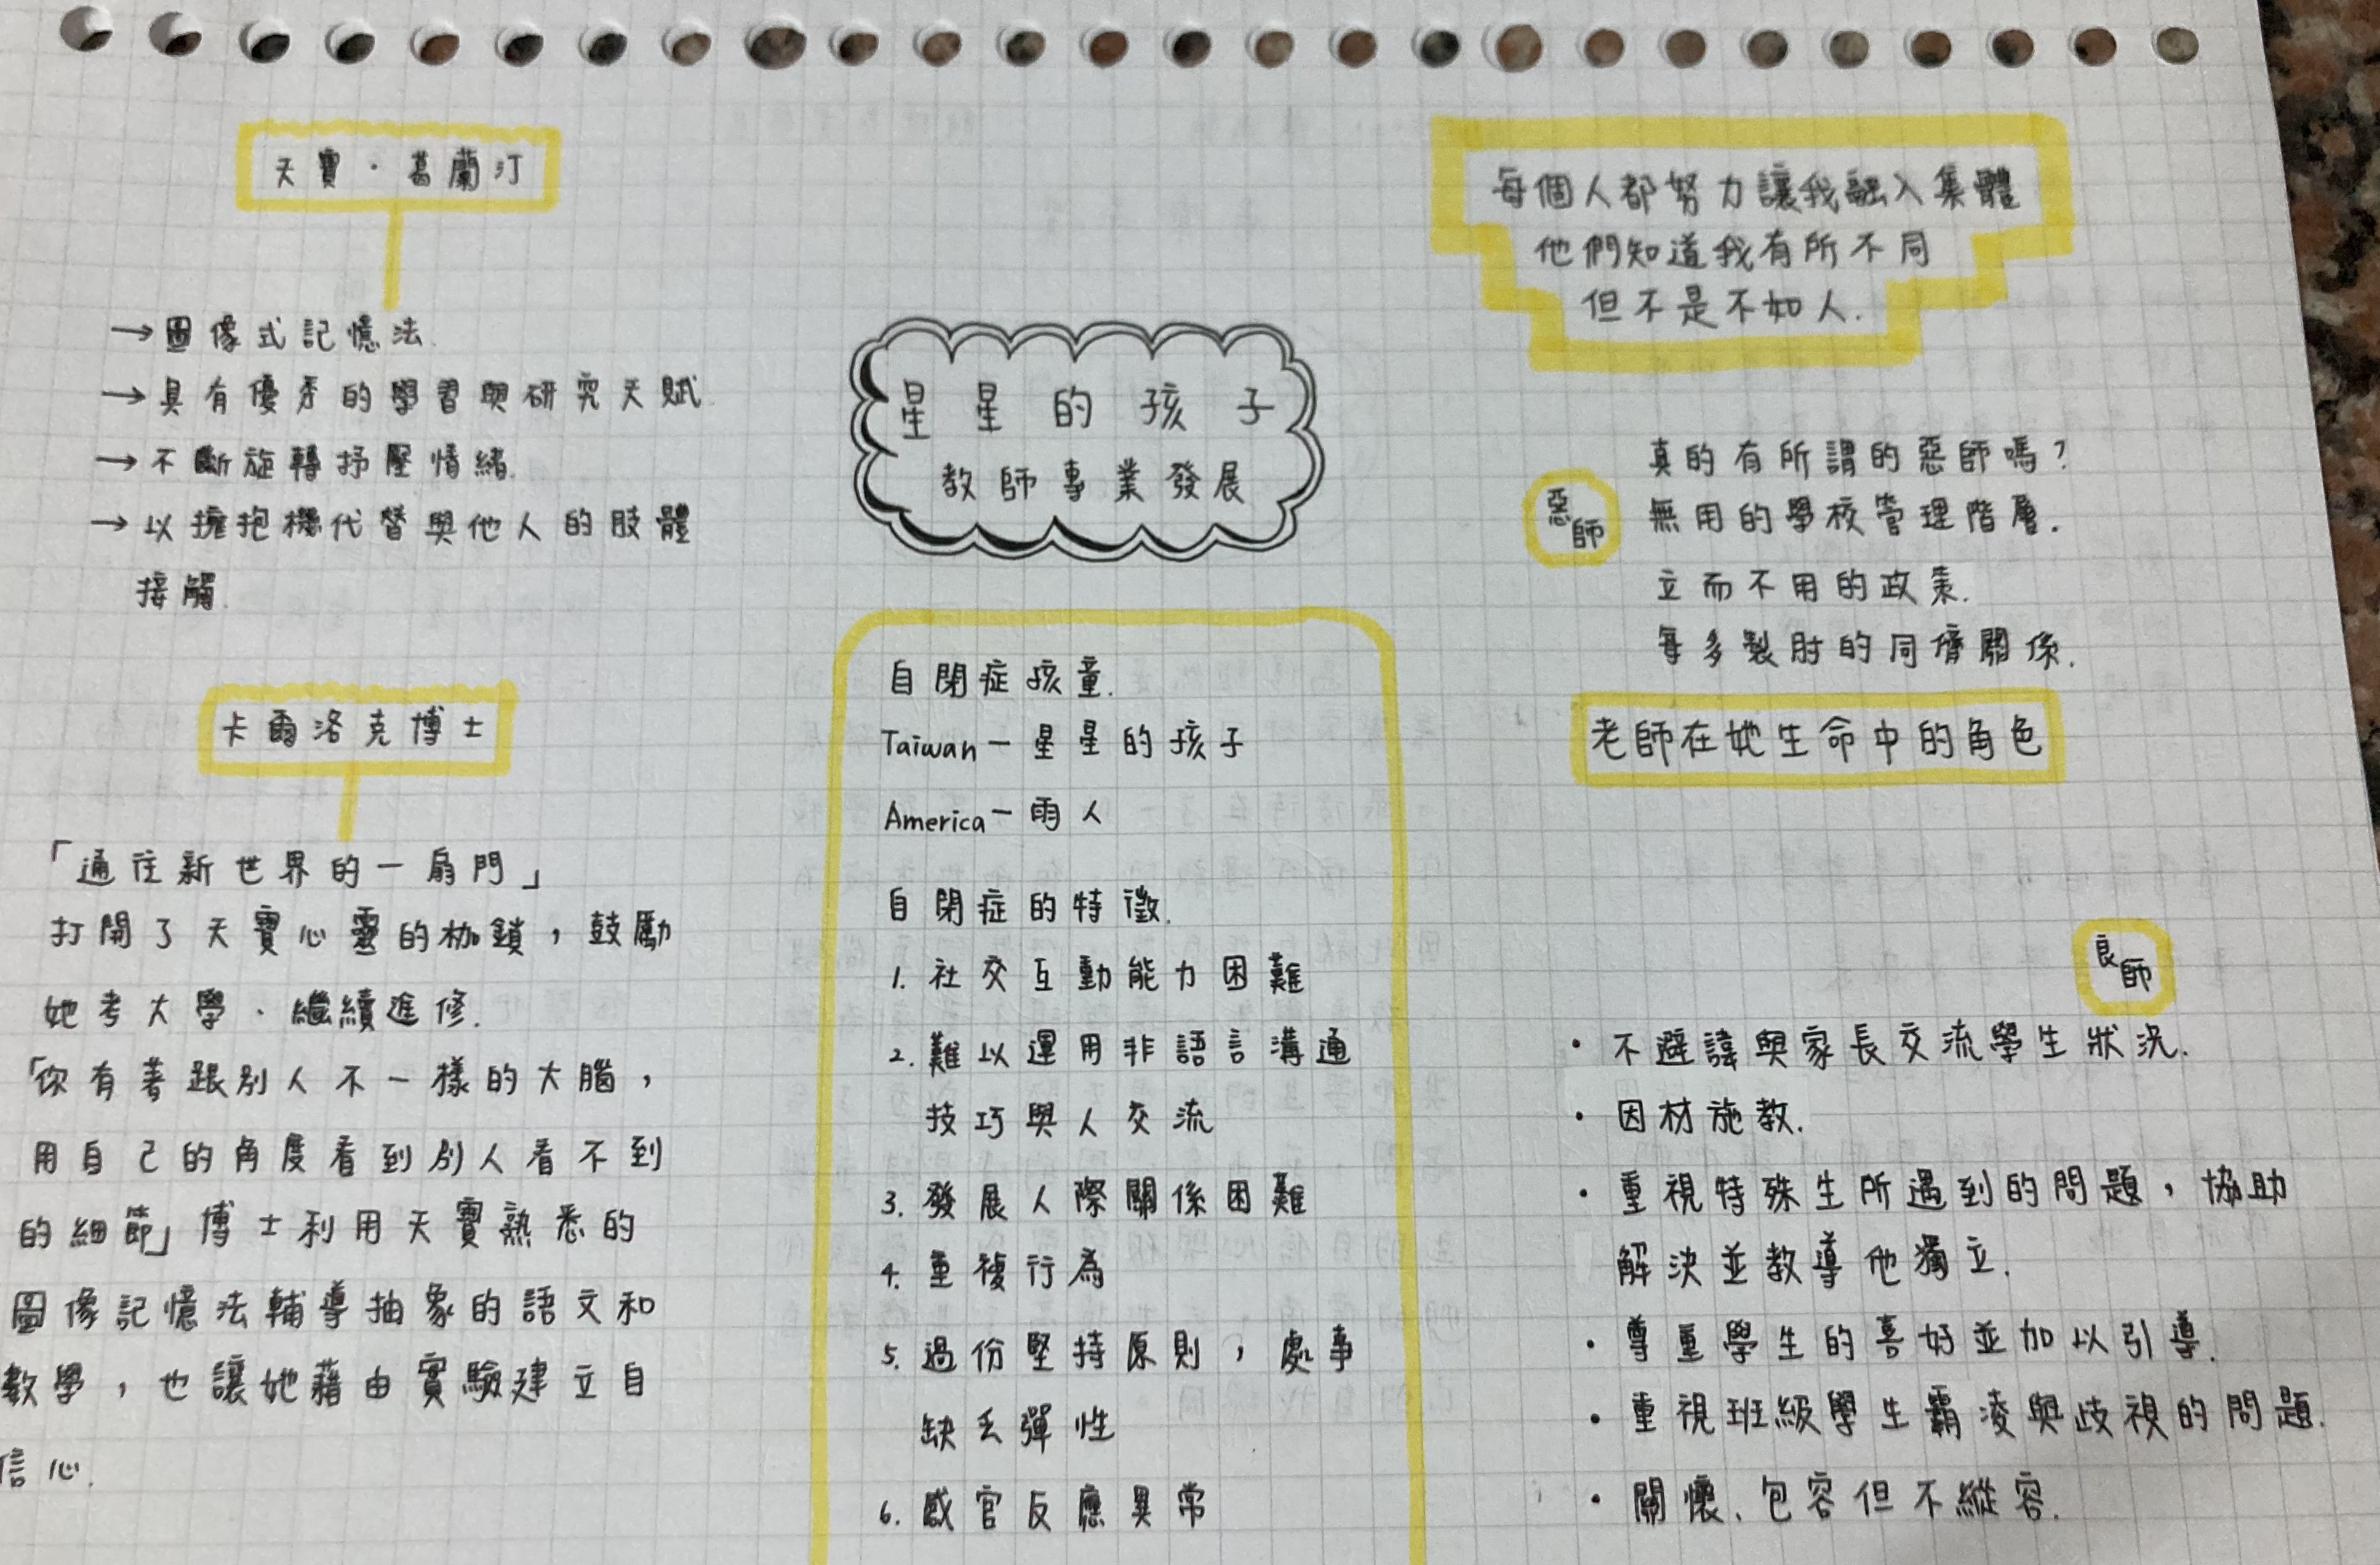 天寶·葛蘭汀
→圖像式記憶法.
→具有優秀的學習與研究天賦.
→不斷旋轉抒壓情緒.
→以擁抱機代替與他人的肢體
接觸.
卡爾洛克博士
「通往新世界的一扇門」
打開了天寶心靈的枷鎖，鼓勵
她考大學、繼續進修.
「你有著跟別人不一樣的大腦，
用自己的角度看到別人看不到
的細節」博士利用天寶熟悉的
圖像記憶法輔導抽象的語文和
數學，也讓她藉由實驗建立自
信心.
星星的孩子
教師專業發展
自閉症孩童.
Taiwan－星星的孩子
America－雨人
自閉症的特徵.
1. 社交互動能力困難
2. 難以運用非語言溝通
技巧與人交流
3. 發展人際關係困難
4. 重複行為
5. 過份堅持原則，處事
缺乏彈性
6. 感官反應異常
每個人都努力讓我融入集體
他們知道我有所不同
但不是不如人.
惡師
真的有所謂的惡師嗎？
無用的學校管理階層.
立而不用的政策.
每多製肘的同儕關係.
老師在她生命中的角色
良師
·不避諱與家長交流學生狀況.
·因材施教.
·重視特殊生所遇到的問題，協助
解決並教導他獨立.
·尊重學生的喜好並加以引導.
·重視班級學生霸凌與歧視的問題.
·關懷、包容但不縱容.